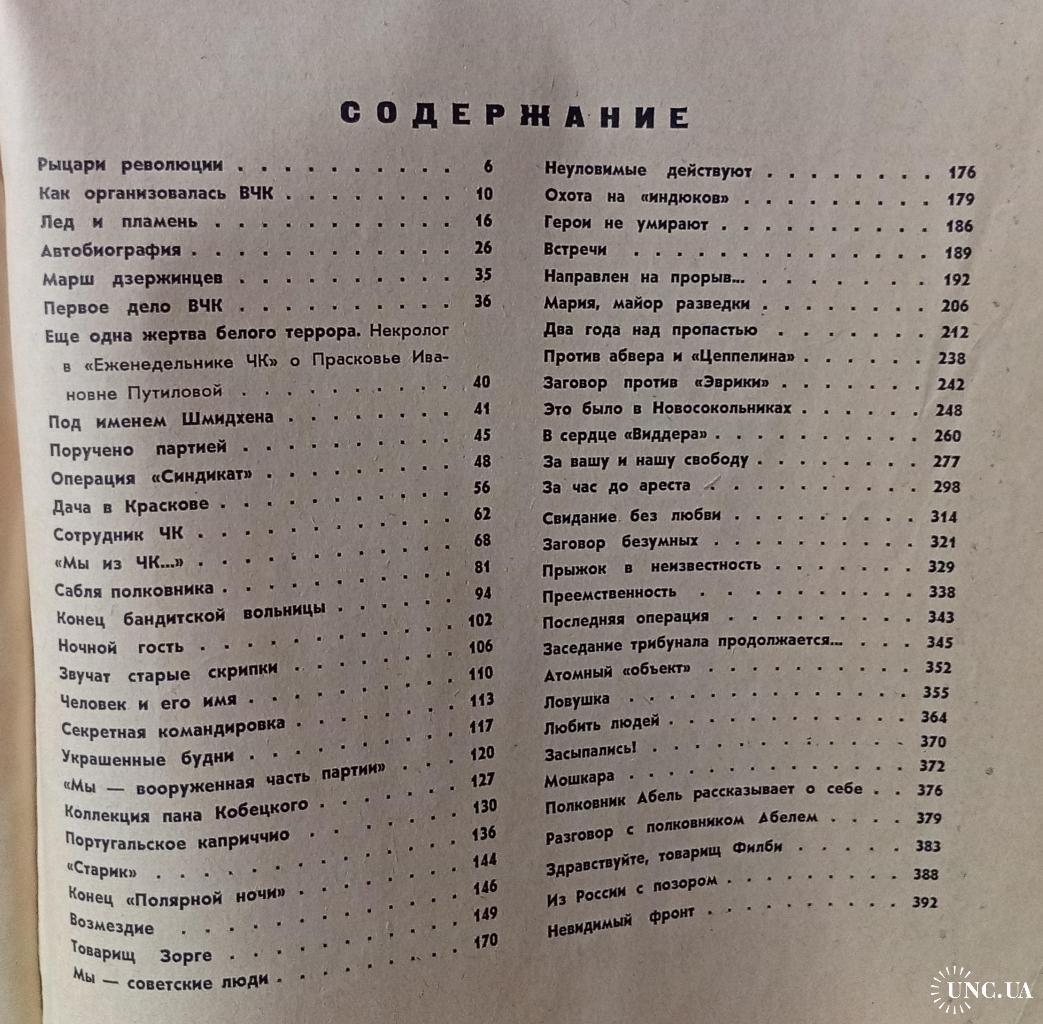 СОДЕРЖАНИЕ
Рыцари революции . . . . . . . . . . 6
Как организовалась ВЧК . . . . . . . . 10
Лед и пламень . . . . . . . . . . . 16
Автобиография . . . . . . . . . . . . 26
Марш дзержинцев . . . . . . . . . . 35
Первое дело ВЧК . . . . . . . . . . 36
Еще одна жертва белого террора. Некролог
в «Еженедельнике ЧК» о Прасковье Ива-
новне Путиловой . . . . . . . . . . 40
Под именем Шмидхена . . . . . . . . 41
Поручено партией . . . . . . . . . . 45
Операция «Синдикат» . . . . . . . . . 48
Дача в Краскове . . . . . . . . . . . 56
Сотрудник ЧК . . . . . . . . . . . . 62
«Мы из ЧК...» . . . . . . . . . . . . 68
Сабля полковника . . . . . . . . . . . 81
Конец бандитской вольницы . . . . . . 94
Ночной гость . . . . . . . . . . . . 102
Звучат старые скрипки . . . . . . . . 106
Человек и его имя . . . . . . . . . . 110
Секретная командировка . . . . . . . . 113
Украшенные будни . . . . . . . . . . 117
«Мы — вооруженная часть партии» . . . 120
Коллекция пана Кобецкого . . . . . . . 127
Португальское каприччио . . . . . . . 130
«Старик» . . . . . . . . . . . . . . 136
Конец «Полярной ночи» . . . . . . . . 144
Возмездие . . . . . . . . . . . . . 146
Товарищ Зорге . . . . . . . . . . . 149
Мы — советские люди . . . . . . . . . 170
Неуловимые действуют . . . . . . . . 176
Охота на «индюков» . . . . . . . . . 179
Герои не умирают . . . . . . . . . . 186
Встречи . . . . . . . . . . . . . 189
Направлен на прорыв... . . . . . . . . 192
Мария, майор разведки . . . . . . . . 206
Два года над пропастью . . . . . . . 212
Против абвера и «Цеппелина» . . . . . . 238
Заговор против «Эврики» . . . . . . . 242
Это было в Новосокольниках . . . . . . 248
В сердце «Виддера» . . . . . . . . . . 260
За вашу и нашу свободу . . . . . . . . 277
За час до ареста . . . . . . . . . . 298
Свидание без любви . . . . . . . . . 314
Заговор безумных . . . . . . . . . . 321
Прыжок в неизвестность . . . . . . . . 329
Преемственность . . . . . . . . . . 338
Последняя операция . . . . . . . . . 343
Заседание трибунала продолжается... . . . 345
Атомный «объект» . . . . . . . . . . 352
Ловушка . . . . . . . . . . . . . 355
Любить людей . . . . . . . . . . . . 364
Засыпались! . . . . . . . . . . . . . 370
Мошкара . . . . . . . . . . . . . . 372
Полковник Абель рассказывает о себе . . 376
Разговор с полковником Абелем . . . . 379
Здравствуйте, товарищ Филби . . . . . 383
Из России с позором . . . . . . . . . 388
Невидимый фронт . . . . . . . . . . 392
UNC.UA